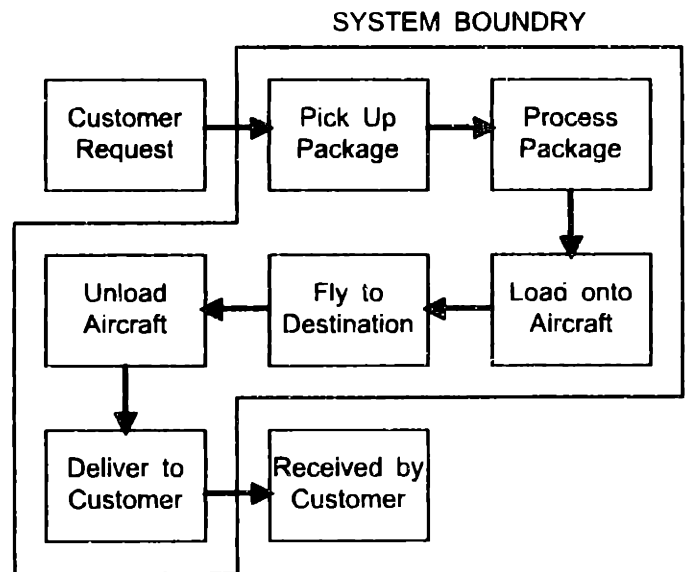 SYSTEM BOUNDRY
Customer
Request
Pick Up
Package
Process
Package
Unload
Aircraft
Fly to
Destination
Load onto
Aircraft
Deliver to
Customer
Received by
Customer